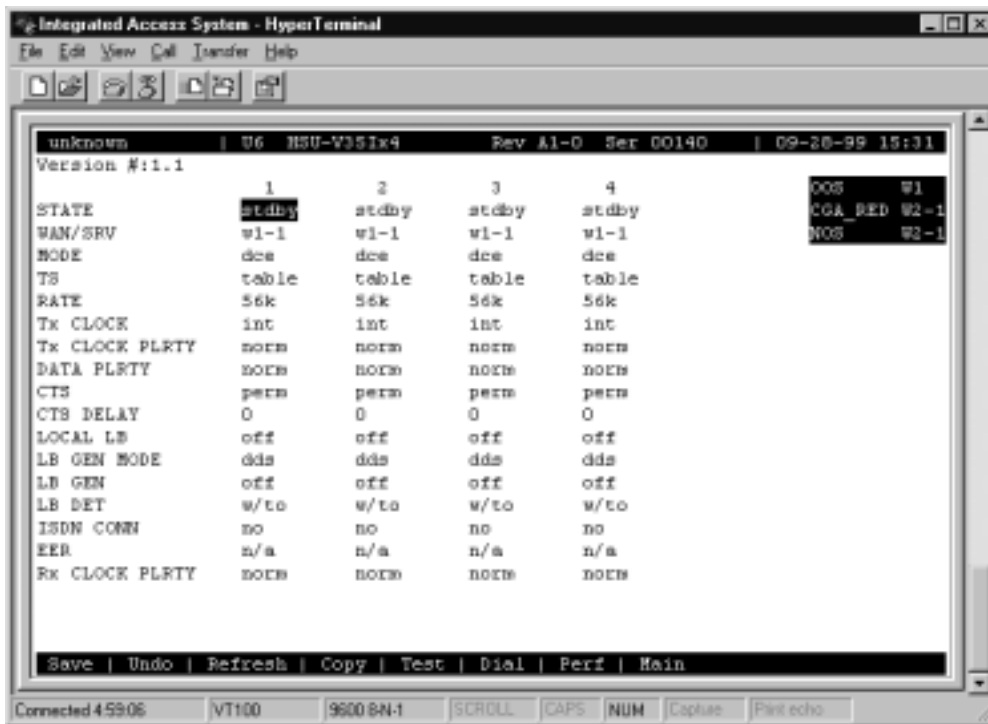 Integrated Access System - HyperTerminal
File Edit View Call Transfer Help
unknown | U6 HSU-V35Ix4 Rev A1-0 Ser 00140 | 09-28-99 15:31
Version #:1.1
1 2 3 4 OOS W1
STATE stdby stdby stdby stdby CGA_RED W2-1
WAN/SRV w1-1 w1-1 w1-1 w1-1 NOS W2-1
MODE dce dce dce dce
TS table table table table
RATE 56k 56k 56k 56k
Tx CLOCK int int int int
Tx CLOCK PLRTY norm norm norm norm
DATA PLRTY norm norm norm norm
CTS perm perm perm perm
CTS DELAY 0 0 0 0
LOCAL LB off off off off
LB GEN MODE dds dds dds dds
LB GEN off off off off
LB DET w/to w/to w/to w/to
ISDN CONN no no no no
EER n/a n/a n/a n/a
Rx CLOCK PLRTY norm norm norm norm
Save | Undo | Refresh | Copy | Test | Dial | Perf | Main
Connected 4:59:06 VT100 9600 8-N-1 SCROLL CAPS NUM Capture Print echo